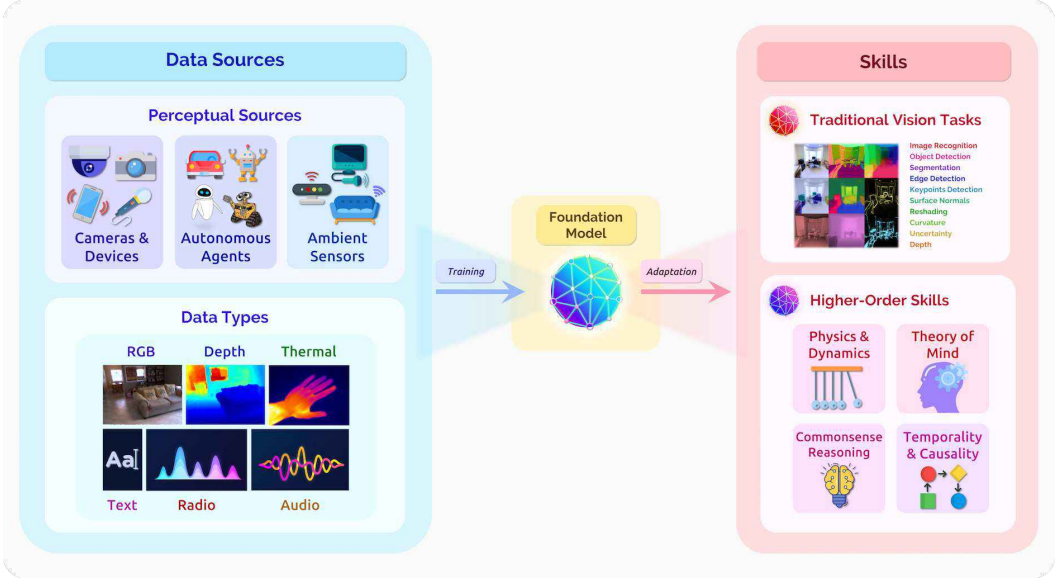 Data Sources
Perceptual Sources
Cameras &
Devices
Autonomous
Agents
Ambient
Sensors
Data Types
RGB
Depth
Thermal
Aa
Text
Radio
Audio
Training
Foundation
Model
Adaptation
Skills
Traditional Vision Tasks
Image Recognition
Object Detection
Segmentation
Edge Detection
Keypoints Detection
Surface Normals
Reshading
Curvature
Uncertainty
Depth
Higher-Order Skills
Physics &
Dynamics
Theory of
Mind
Commonsense
Reasoning
Temporality
& Causality